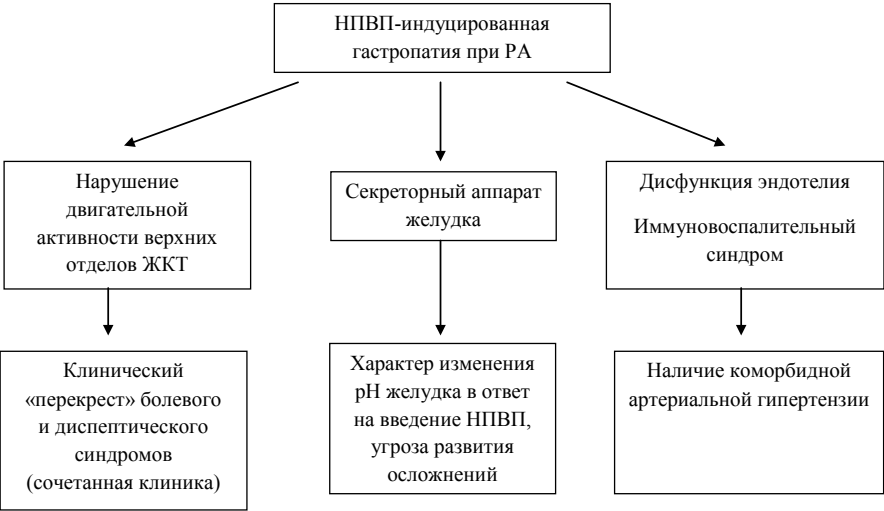 НПВП-индуцированная
гастропатия при РА
Нарушение
двигательной
активности верхних
отделов ЖКТ
Секреторный аппарат
желудка
Дисфункция эндотелия
Иммуновоспалительный
синдром
Клинический
«перекрест» болевого
и диспептического
синдромов
(сочетанная клиника)
Характер изменения
рН желудка в ответ
на введение НПВП,
угроза развития
осложнений
Наличие коморбидной
артериальной гипертензии